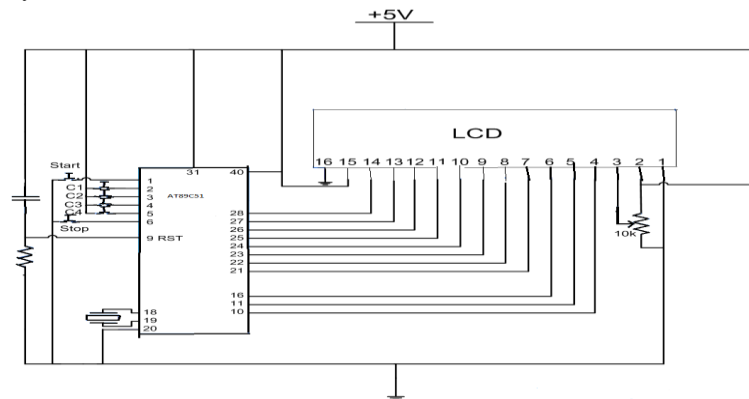 +5V
LCD
16 15 14 13 12 11 10 9 8 7 6 5 4 3 2 1
Start
31 40
1
C1 2
AT89C51
C2 3
C3 4
C4 5
6
Stop
28
27
26
9 RST
25
24
23
22
21
10k
16
18
11
19
10
20